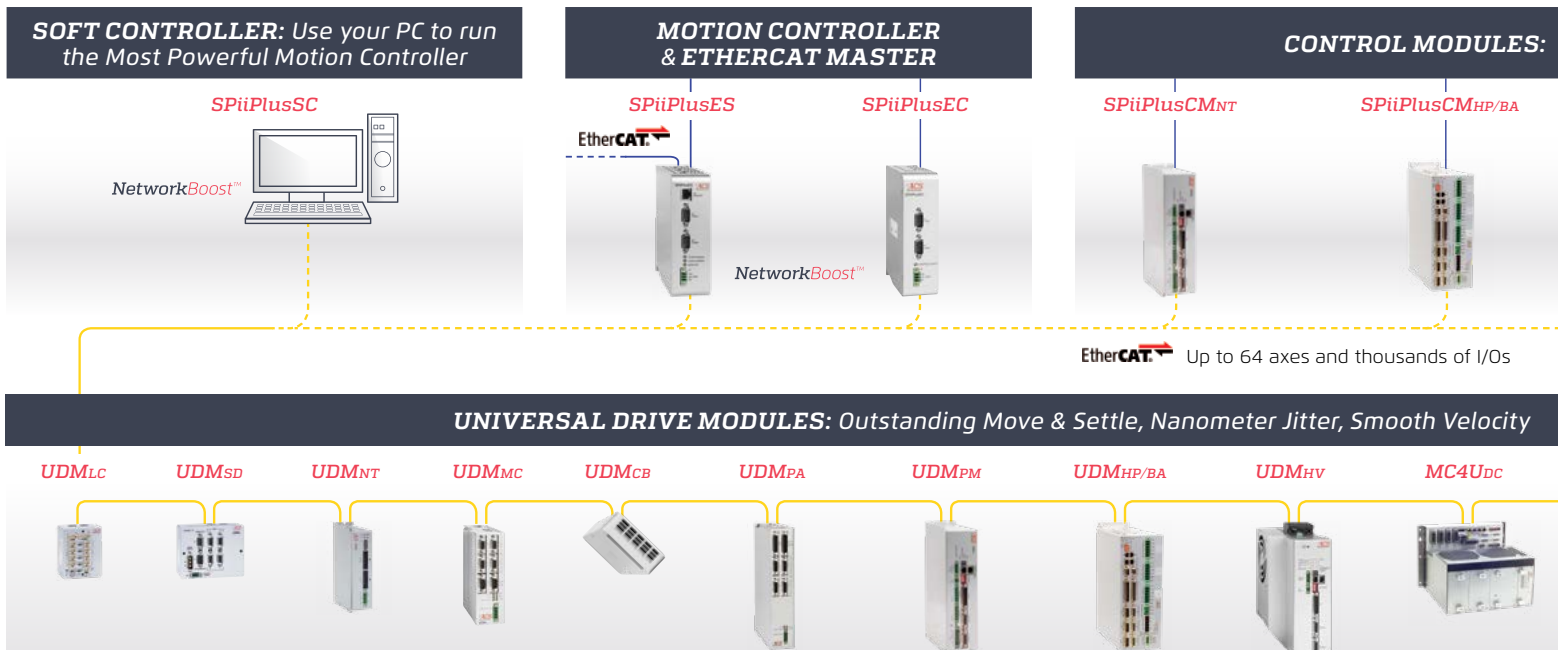 SOFT CONTROLLER: Use your PC to run
the Most Powerful Motion Controller
MOTION CONTROLLER
& ETHERCAT MASTER
CONTROL MODULES:
SPiiPlusSC
SPiiPlusES
SPiiPlusEC
SPiiPlusCMNT
SPiiPlusCMHP/BA
EtherCAT.
NetworkBoost™
NetworkBoost™
EtherCAT. Up to 64 axes and thousands of I/Os
UNIVERSAL DRIVE MODULES: Outstanding Move & Settle, Nanometer Jitter, Smooth Velocity
UDMLC
UDMSD
UDMNT
UDMMC
UDMCB
UDMPA
UDMPM
UDMHP/BA
UDMHV
MC4UDC